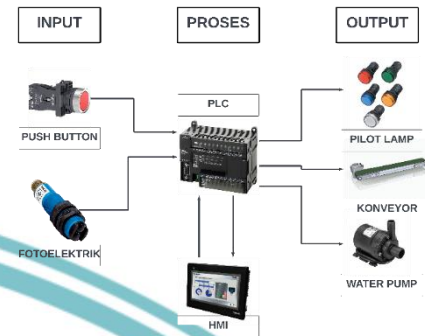 INPUT
PROSES
OUTPUT
PLC
PUSH BUTTON
PILOT LAMP
KONVEYOR
FOTOELEKTRIK
WATER PUMP
HMI